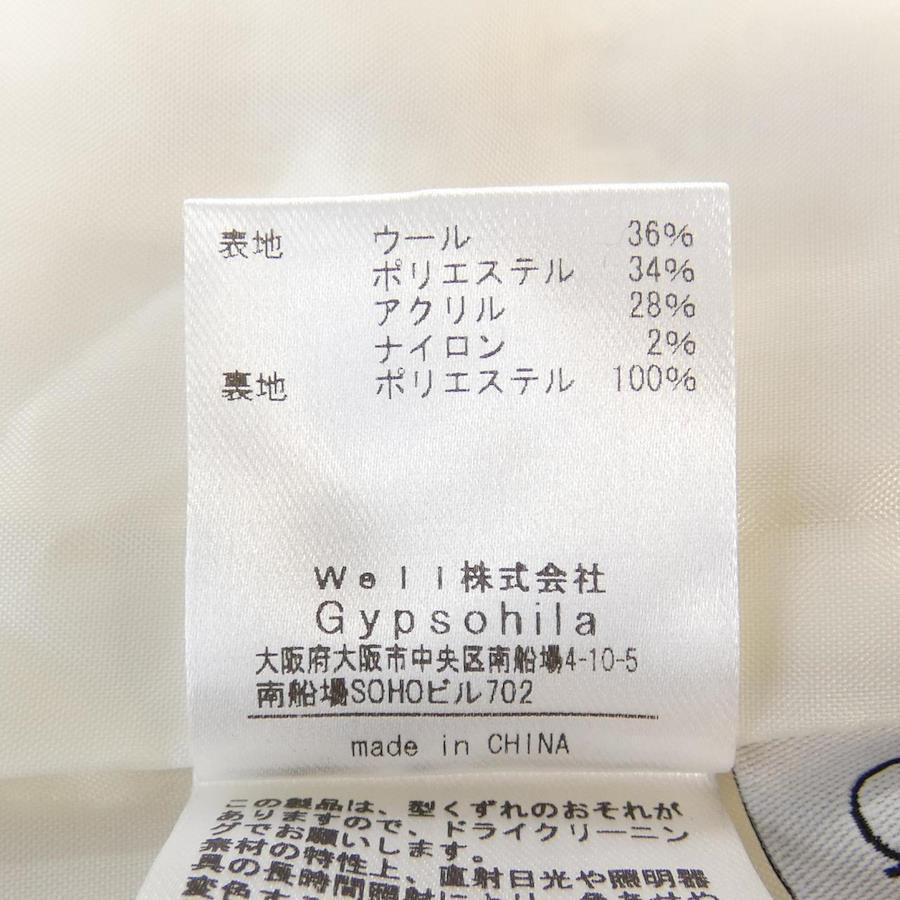 表地 ウール 36%
ポリエステル 34%
アクリル 28%
ナイロン 2%
裏地 ポリエステル 100%
Well株式会社
Gypsohila
大阪府大阪市中央区南船場4-10-5
南船場SOHOビル702
made in CHINA
この製品は、型くずれのおそれが
ありますので、ドライクリーニン
グでお願いします。
素材の特性上、直射日光や照明器
具の長時間照射により、
変色す